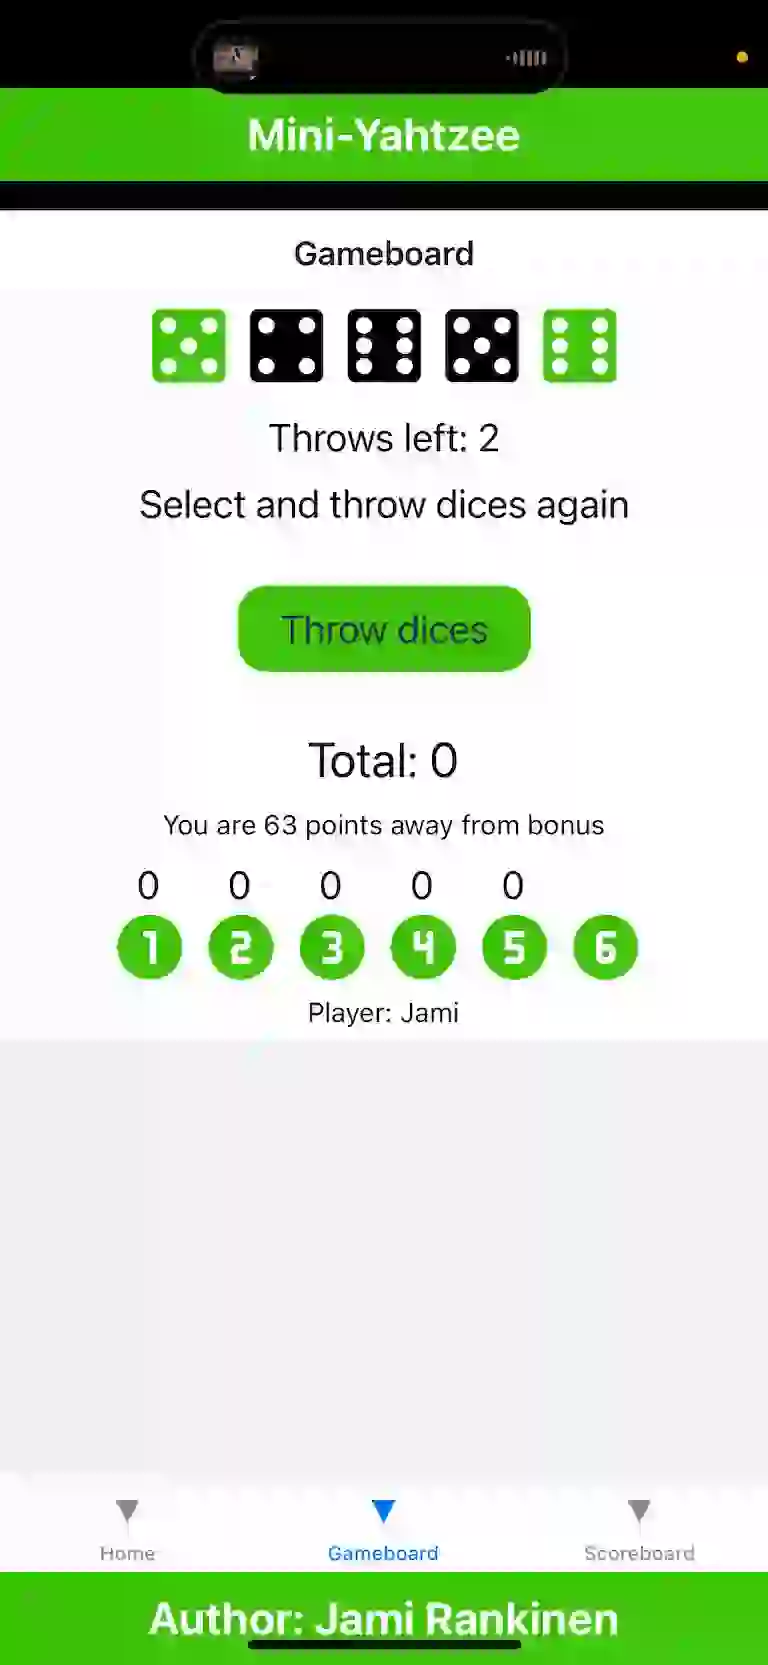 Mini-Yahtzee
Gameboard
Throws left: 2
Select and throw dices again
Throw dices
Total: 0
You are 63 points away from bonus
0 0 0 0 0
1 2 3 4 5 6
Player: Jami
Home Gameboard Scoreboard
Author: Jami Rankinen